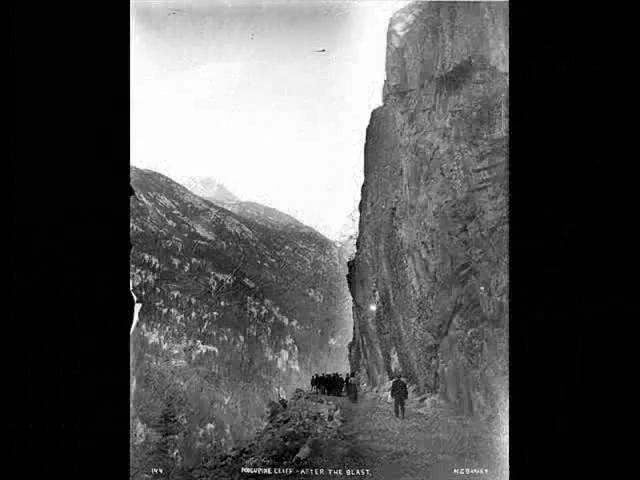 144 PORCUPINE CLIFF - AFTER THE BLAST. H.C. BARLEY